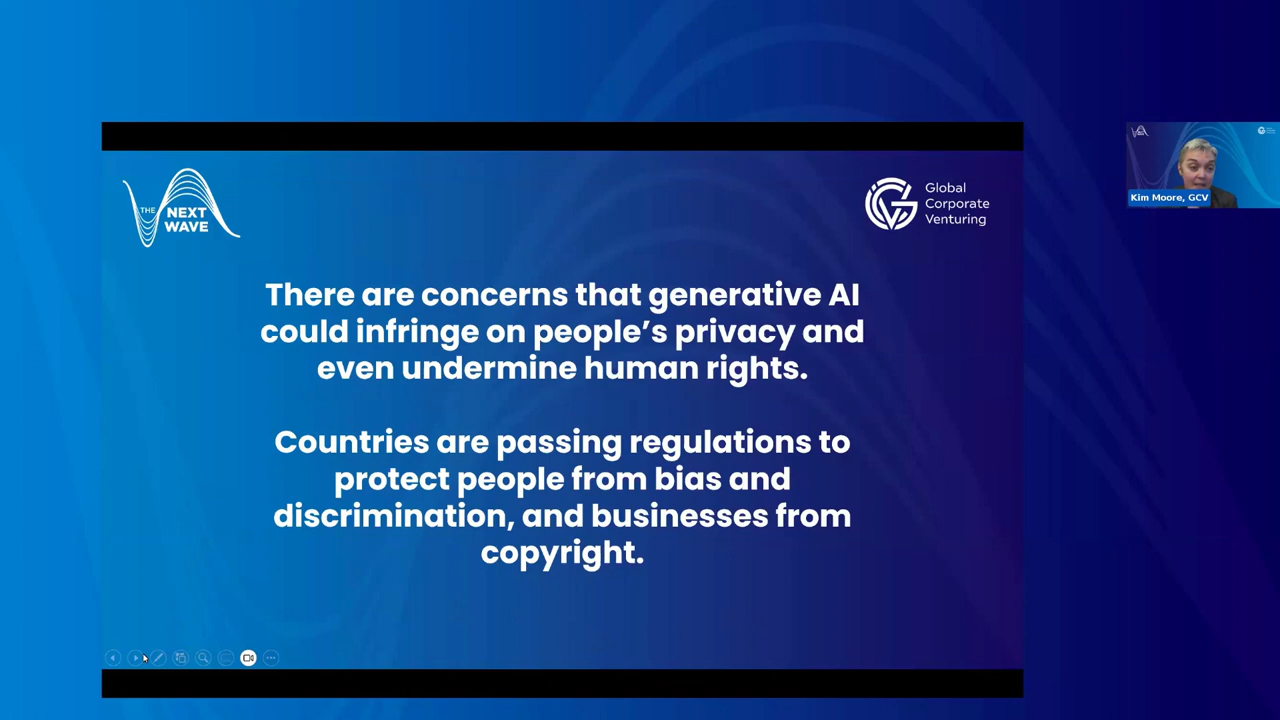 THE
NEXT
WAVE
Global
Corporate
Venturing
There are concerns that generative AI
could infringe on people’s privacy and
even undermine human rights.
Countries are passing regulations to
protect people from bias and
discrimination, and businesses from
copyright.
Kim Moore, GCV